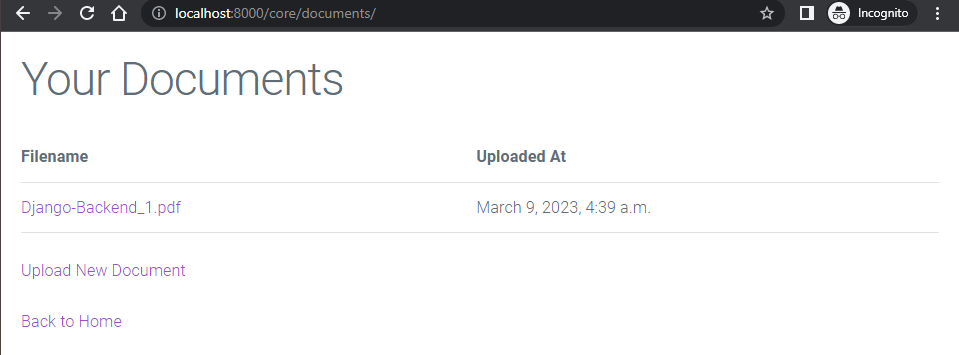 localhost:8000/core/documents/ Incognito
Your Documents
Filename Uploaded At
Django-Backend_1.pdf March 9, 2023, 4:39 a.m.
Upload New Document
Back to Home